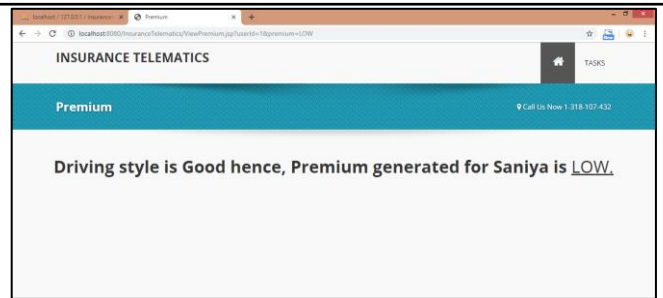 localhost / 127.0.0.1 / insurance
Premium
localhost:8080/InsuranceTelematics/ViewPremium.jsp?userId=1&premium=LOW
INSURANCE TELEMATICS
TASKS
Premium
Call Us Now 1-318-107-432
Driving style is Good hence, Premium generated for Saniya is LOW.